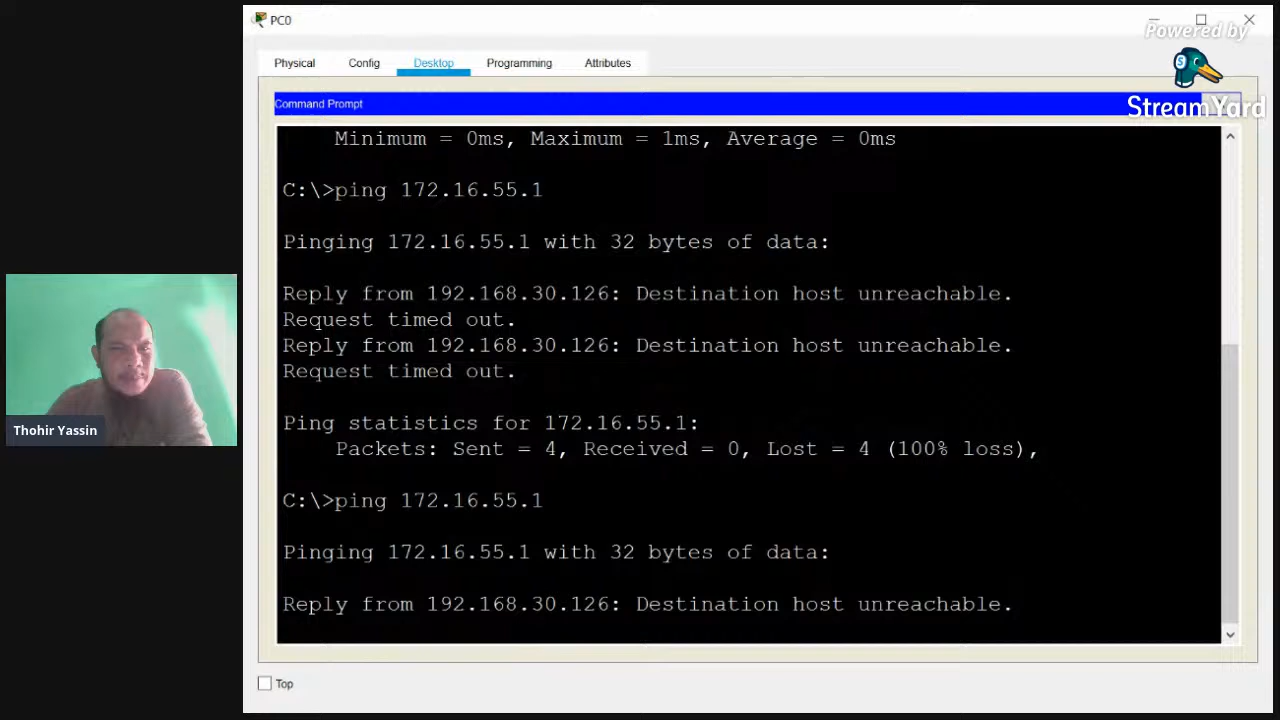 PC0
Powered by
StreamYard
Physical Config Desktop Programming Attributes
Command Prompt
Minimum = 0ms, Maximum = 1ms, Average = 0ms
C:\>ping 172.16.55.1
Pinging 172.16.55.1 with 32 bytes of data:
Reply from 192.168.30.126: Destination host unreachable.
Request timed out.
Reply from 192.168.30.126: Destination host unreachable.
Request timed out.
Ping statistics for 172.16.55.1:
Packets: Sent = 4, Received = 0, Lost = 4 (100% loss),
C:\>ping 172.16.55.1
Pinging 172.16.55.1 with 32 bytes of data:
Reply from 192.168.30.126: Destination host unreachable.
Top
Thohir Yassin